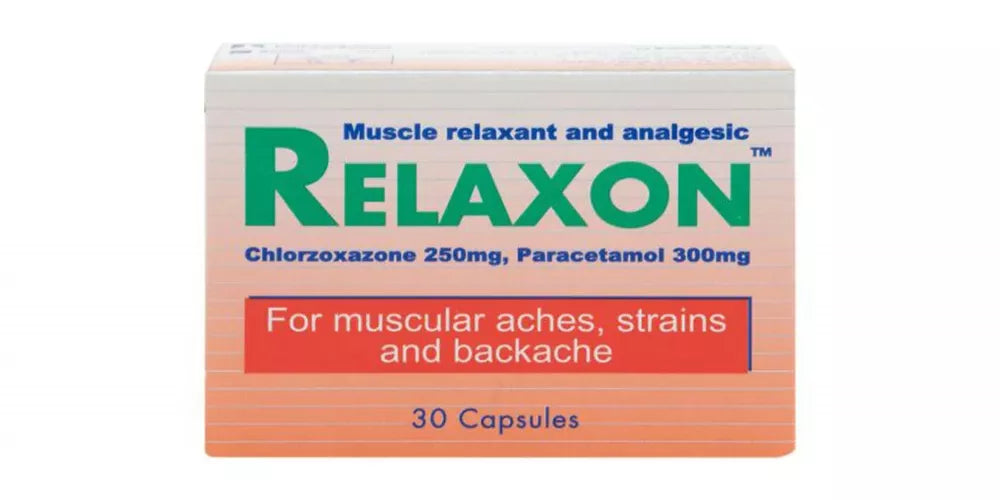 Muscle relaxant and analgesic
RELAXON™
Chlorzoxazone 250mg, Paracetamol 300mg
For muscular aches, strains
and backache
30 Capsules